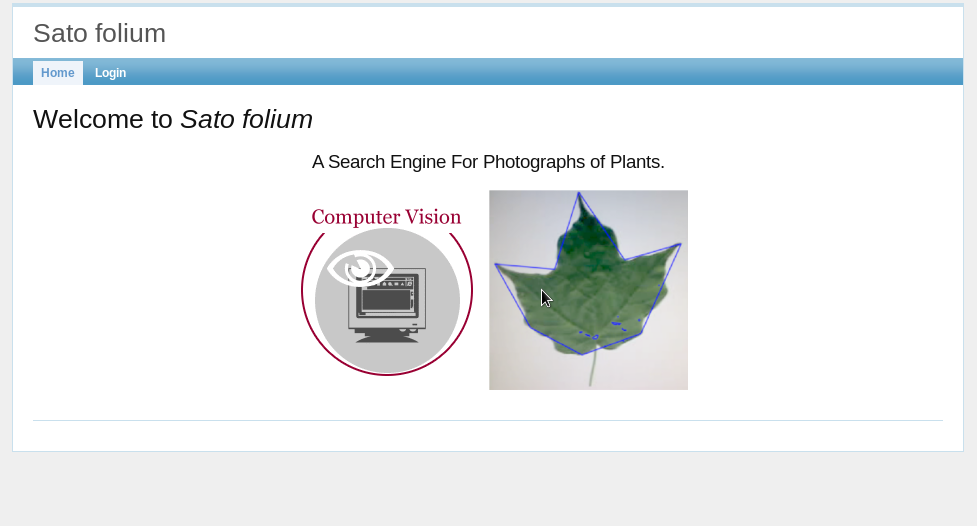 Sato folium
Home Login
Welcome to Sato folium
A Search Engine For Photographs of Plants.
Computer Vision